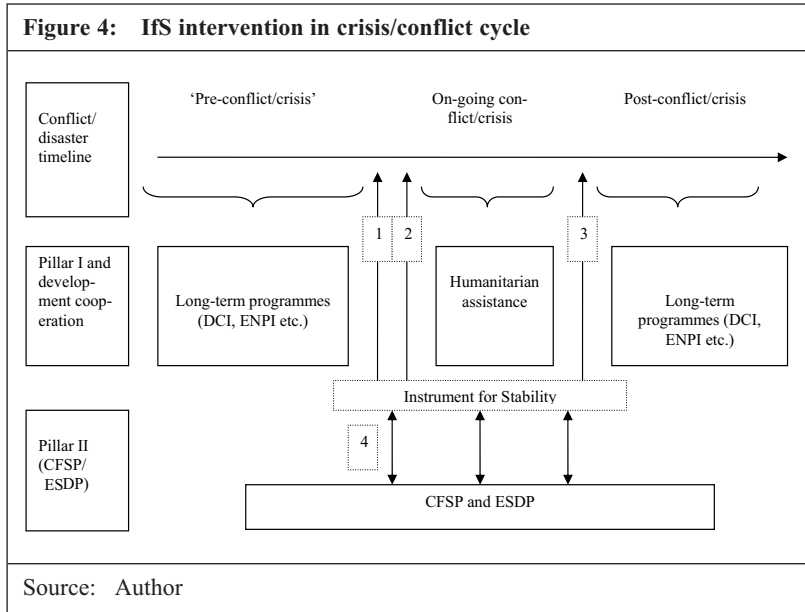 Figure 4: IfS intervention in crisis/conflict cycle
Conflict/
disaster
timeline
‘Pre-conflict/crisis’
On-going con-
flict/crisis
Post-conflict/crisis
1
2
3
Pillar I and
develop-
ment coop-
eration
Long-term programmes
(DCI, ENPI etc.)
Humanitarian
assistance
Long-term
programmes (DCI,
ENPI etc.)
Instrument for Stability
4
Pillar II
(CFSP/
ESDP)
CFSP and ESDP
Source: Author